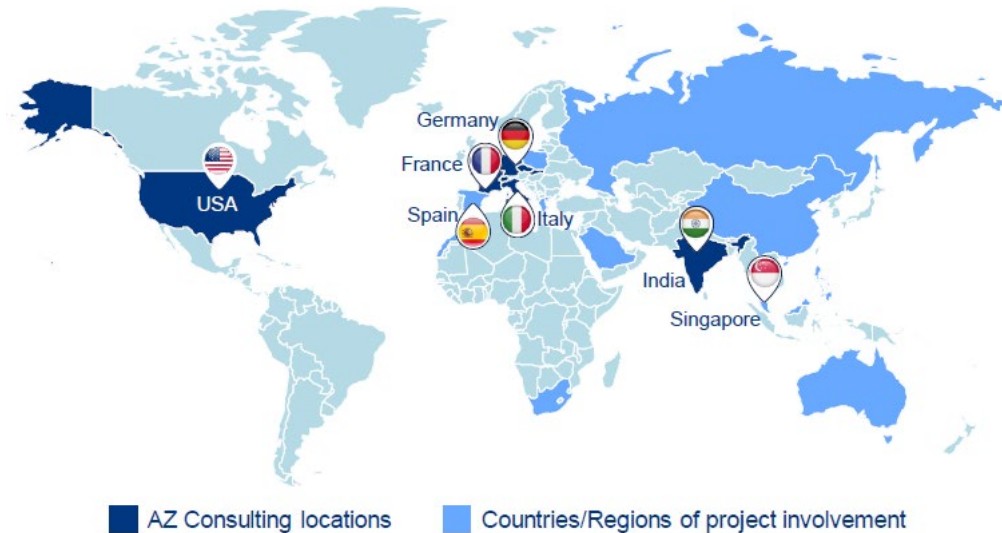 Germany
France
USA
Spain
Italy
India
Singapore
AZ Consulting locations
Countries/Regions of project involvement